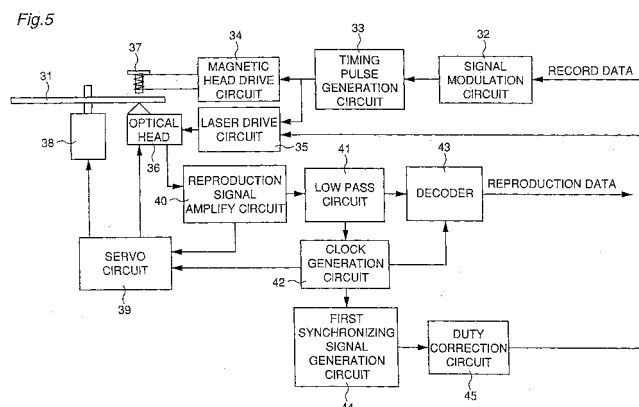 Fig.5
37
34
33
32
MAGNETIC
HEAD DRIVE
CIRCUIT
TIMING
PULSE
GENERATION
CIRCUIT
SIGNAL
MODULATION
CIRCUIT
RECORD DATA
31
38
OPTICAL
HEAD
36
LASER DRIVE
CIRCUIT
35
41
43
REPRODUCTION
SIGNAL
AMPLIFY CIRCUIT
40
LOW PASS
CIRCUIT
DECODER
REPRODUCTION DATA
SERVO
CIRCUIT
39
CLOCK
GENERATION
CIRCUIT
42
FIRST
SYNCHRONIZING
SIGNAL
GENERATION
CIRCUIT
44
DUTY
CORRECTION
CIRCUIT
45